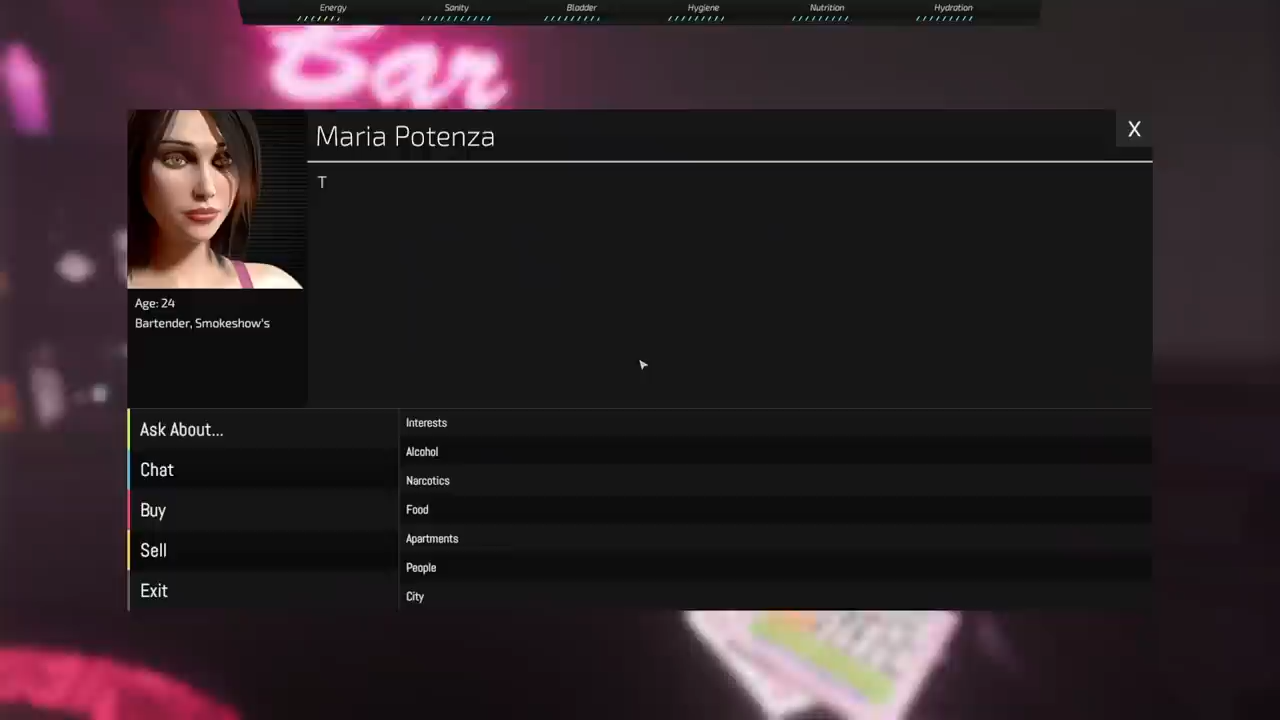 Energy Sanity Bladder Hygiene Nutrition Hydration
Bar
Maria Potenza
X
T
Age: 24
Bartender, Smokeshow's
Ask About...
Chat
Buy
Sell
Exit
Interests
Alcohol
Narcotics
Food
Apartments
People
City